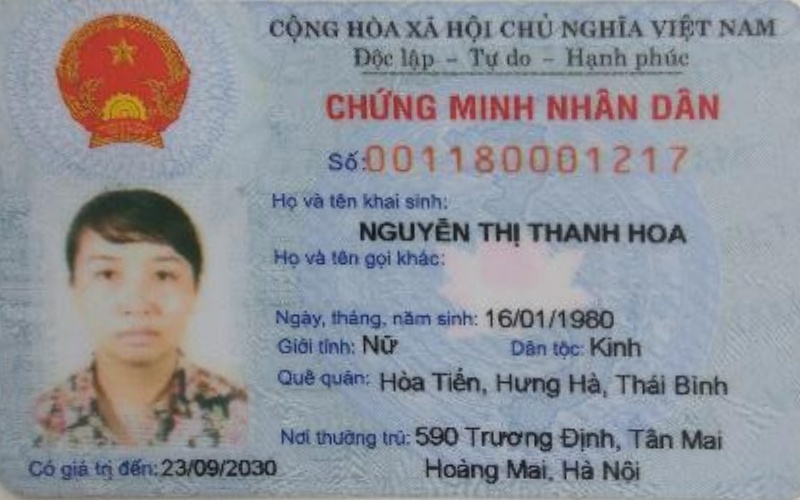 CỘNG HÒA XÃ HỘI CHỦ NGHĨA VIỆT NAM
Độc lập - Tự do - Hạnh phúc
CHỨNG MINH NHÂN DÂN
Số: 001180001217
Họ và tên khai sinh:
NGUYỄN THỊ THANH HOA
Họ và tên gọi khác:
Ngày, tháng, năm sinh: 16/01/1980
Giới tính: Nữ Dân tộc: Kinh
Quê quán: Hòa Tiến, Hưng Hà, Thái Bình
Nơi thường trú: 590 Trương Định, Tân Mai
Hoàng Mai, Hà Nội
Có giá trị đến: 23/09/2030